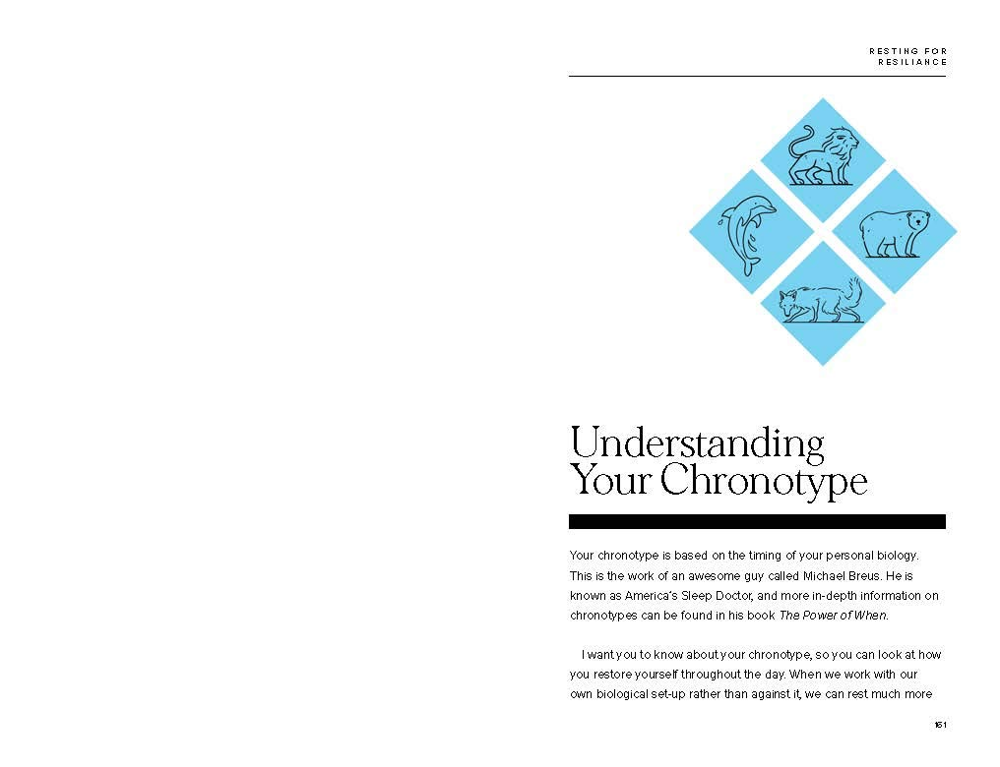 RESTING FOR
RESILIANCE
Understanding
Your Chronotype
Your chronotype is based on the timing of your personal biology.
This is the work of an awesome guy called Michael Breus. He is
known as America’s Sleep Doctor, and more in-depth information on
chronotypes can be found in his book The Power of When.
I want you to know about your chronotype, so you can look at how
you restore yourself throughout the day. When we work with our
own biological set-up rather than against it, we can rest much more
161